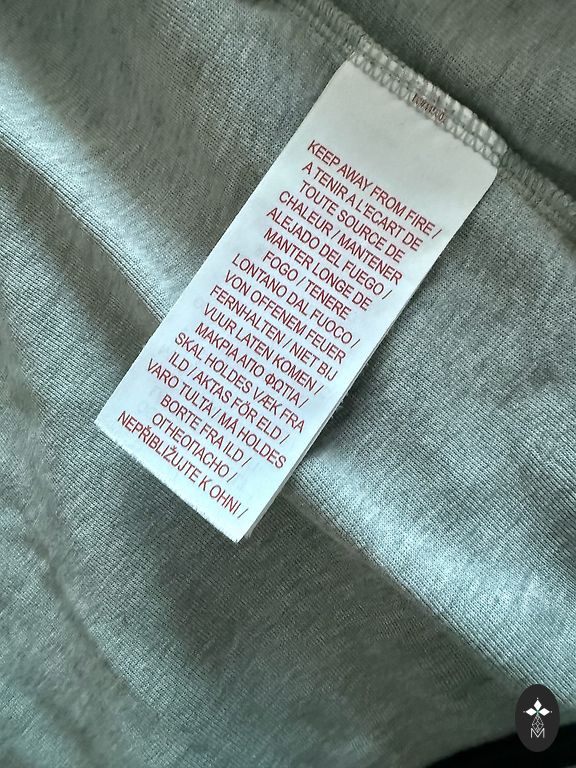 KEEP AWAY FROM FIRE /
A TENIR A L'ÉCART DE
TOUTE SOURCE DE
CHALEUR / MANTENER
ALEJADO DEL FUEGO /
MANTER LONGE DE
FOGO / TENERE
LONTANO DAL FUOCO /
VON OFFENEM FEUER
FERNHALTEN / NIET BIJ
VUUR LATEN KOMEN /
ΜΑΚΡΙΑ ΑΠΟ ΦΩΤΙΑ /
SKAL HOLDES VÆK FRA
ILD / AKTAS FÖR ELD /
VARO TULTA / MÅ HOLDES
BORTE FRA ILD /
ОГНЕОПАСНО /
NEPŘIBLIŽUJTE K OHNI /
M